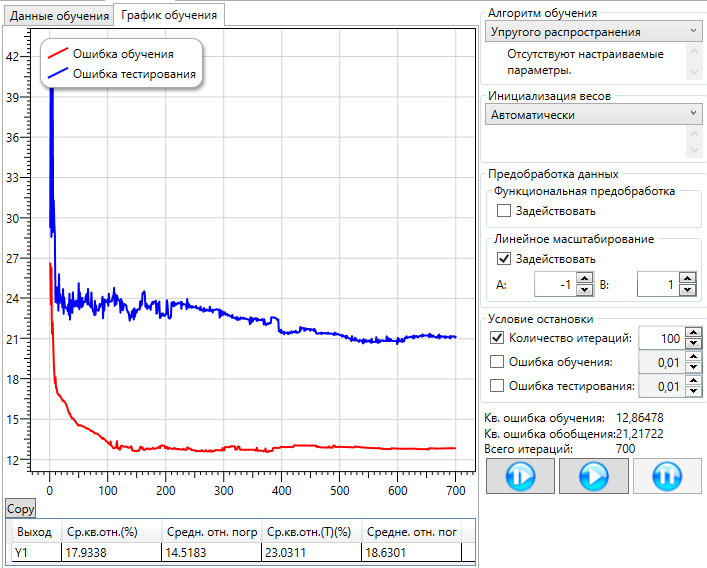 Данные обучения
График обучения
Ошибка обучения
Ошибка тестирования
42
39
36
33
30
27
24
21
18
15
12
0
100
200
300
400
500
600
700
Copy
Выход Ср.кв.отн.(%) Средн. отн. погр Ср.кв.отн.(Т)(%) Средне. отн. пог
Y1 17.9338 14.5183 23.0311 18.6301
Алгоритм обучения
Упругого распространения
Отсутствуют настраиваемые
параметры.
Инициализация весов
Автоматически
Предобработка данных
Функциональная предобработка
Задействовать
Линейное масштабирование
Задействовать
A: -1 B: 1
Условие остановки
Количество итераций: 100
Ошибка обучения: 0,01
Ошибка тестирования: 0,01
Кв. ошибка обучения: 12,86478
Кв. ошибка обобщения: 21,21722
Всего итераций: 700